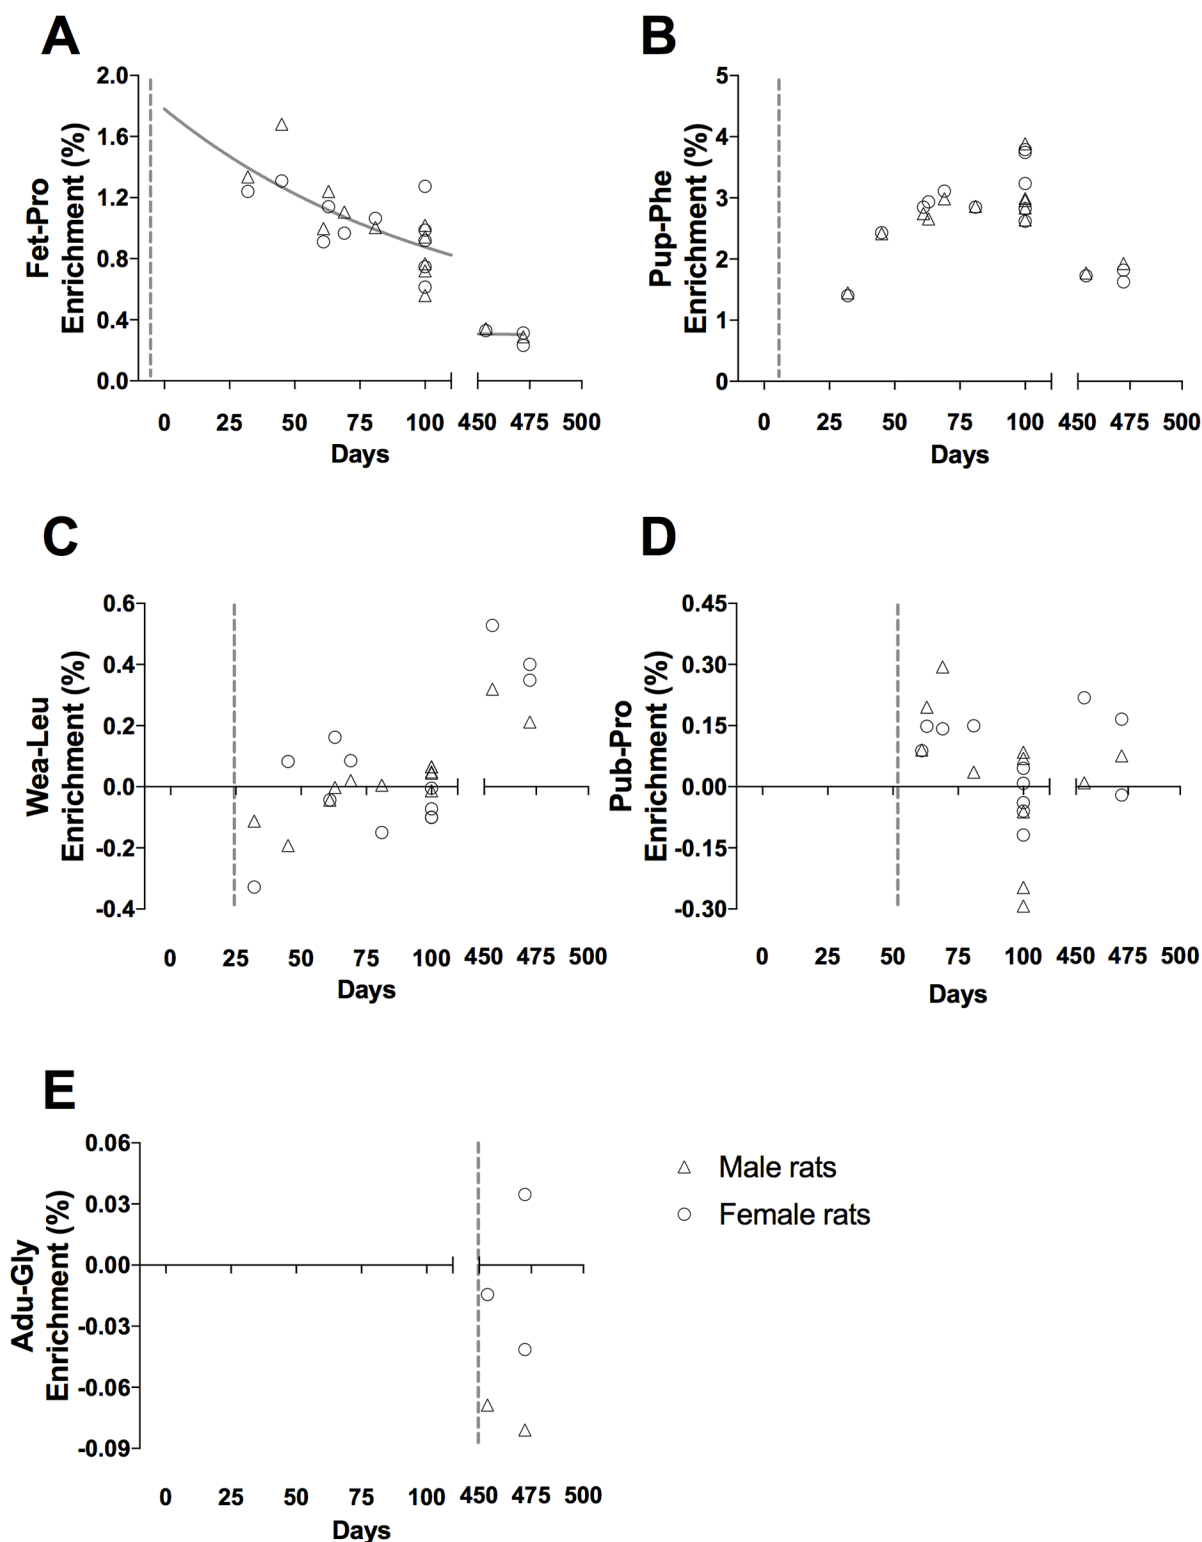 A
Fet-Pro
Enrichment (%)
2.0
1.6
1.2
0.8
0.4
0.0
0 25 50 75 100 450 475 500
Days
B
Pup-Phe
Enrichment (%)
5
4
3
2
1
0
0 25 50 75 100 450 475 500
Days
C
Wea-Leu
Enrichment (%)
0.6
0.4
0.2
0.0
-0.2
-0.4
0 25 50 75 100 450 475 500
Days
D
Pub-Pro
Enrichment (%)
0.45
0.30
0.15
0.00
-0.15
-0.30
0 25 50 75 100 450 475 500
Days
E
Adu-Gly
Enrichment (%)
0.06
0.03
0.00
-0.03
-0.06
-0.09
0 25 50 75 100 450 475 500
Days
Male rats
Female rats